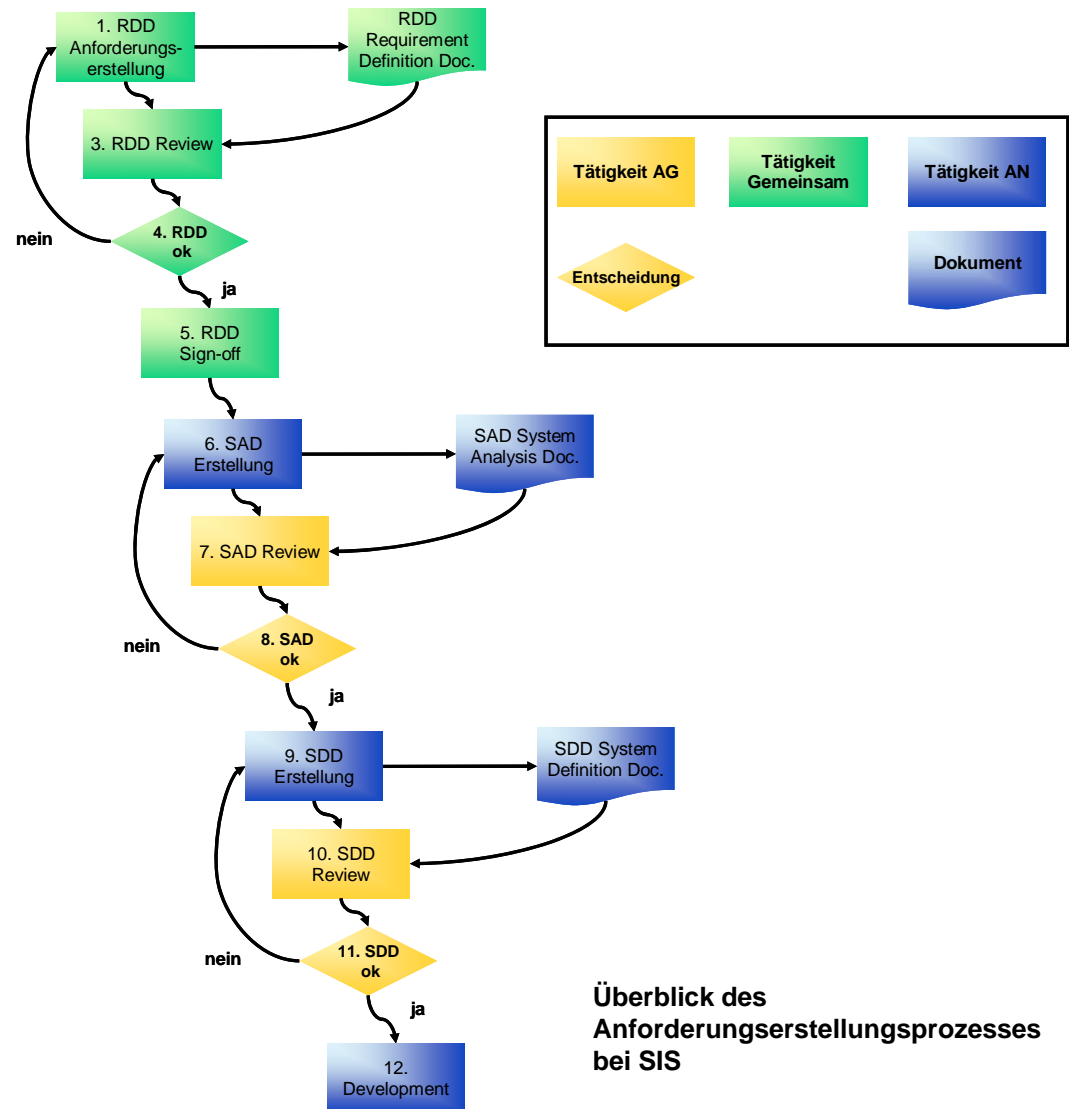 1. RDD
Anforderungs-
erstellung
RDD
Requirement
Definition Doc.
3. RDD Review
Tätigkeit AG
Tätigkeit
Gemeinsam
Tätigkeit AN
4. RDD
ok
nein
ja
Entscheidung
Dokument
5. RDD
Sign-off
6. SAD
Erstellung
SAD System
Analysis Doc.
7. SAD Review
8. SAD
ok
nein
ja
9. SDD
Erstellung
SDD System
Definition Doc.
10. SDD
Review
11. SDD
ok
nein
ja
12.
Development
Überblick des
Anforderungserstellungsprozesses
bei SIS